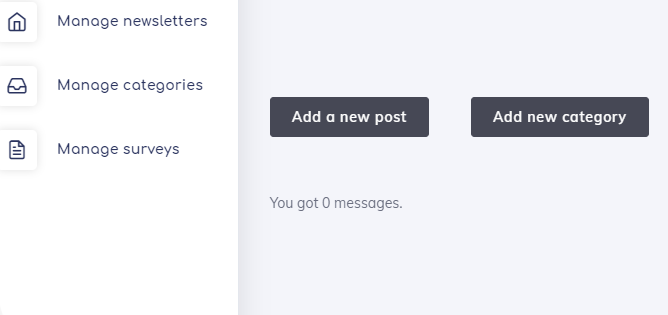 Manage newsletters
Manage categories
Manage surveys
Add a new post
Add new category
You got 0 messages.